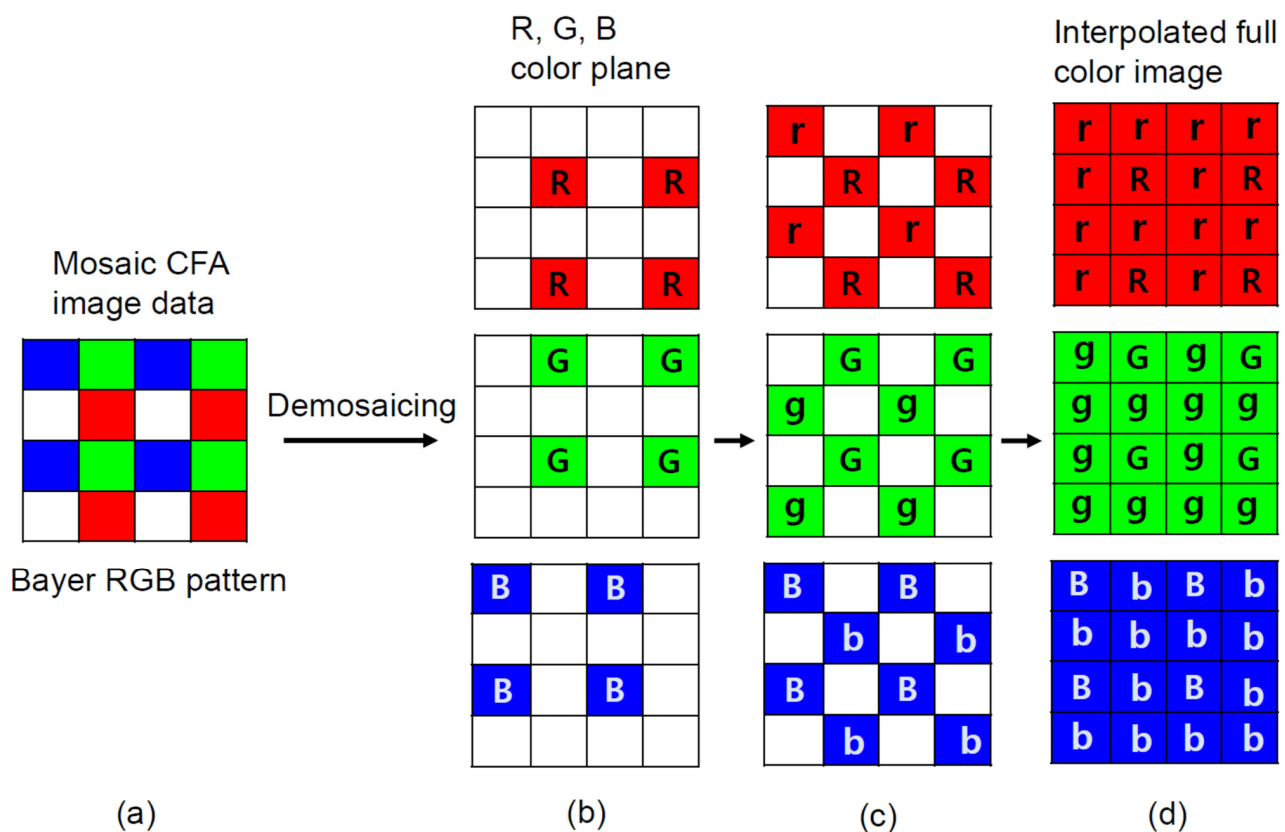 R, G, B
color plane
Interpolated full
color image
Mosaic CFA
image data
Demosaicing
Bayer RGB pattern
R R
R R
G G
G G
B B
B B
r r
R R
r r
R R
G G
g g
G G
g g
B B
b b
B B
b b
r r r r
r R r R
r r r r
r R r R
g G g G
g g g g
g G g G
g g g g
B b B b
b b b b
B b B b
b b b b
(a) (b) (c) (d)